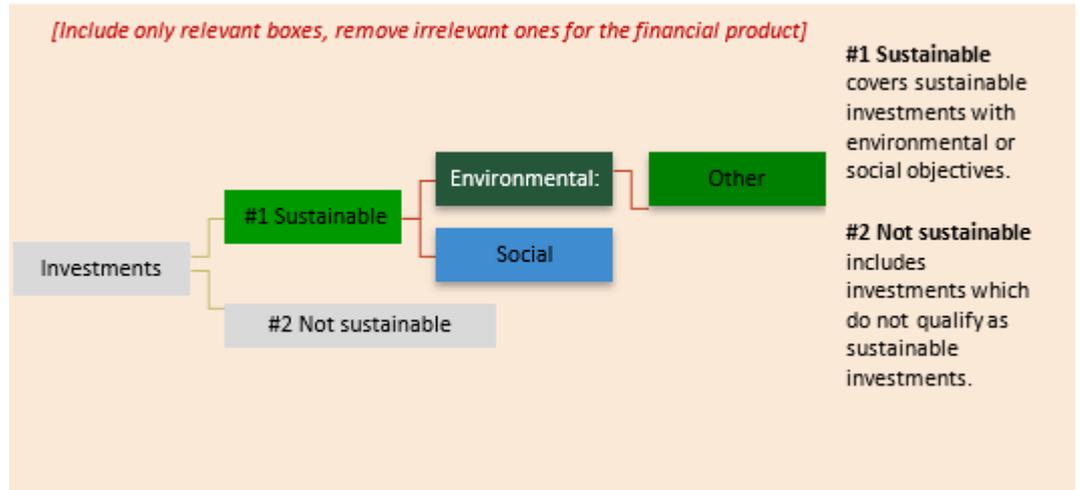 [Include only relevant boxes, remove irrelevant ones for the financial product]
Investments
#1 Sustainable
#2 Not sustainable
Environmental:
Social
Other
#1 Sustainable
covers sustainable
investments with
environmental or
social objectives.
#2 Not sustainable
includes
investments which
do not qualify as
sustainable
investments.